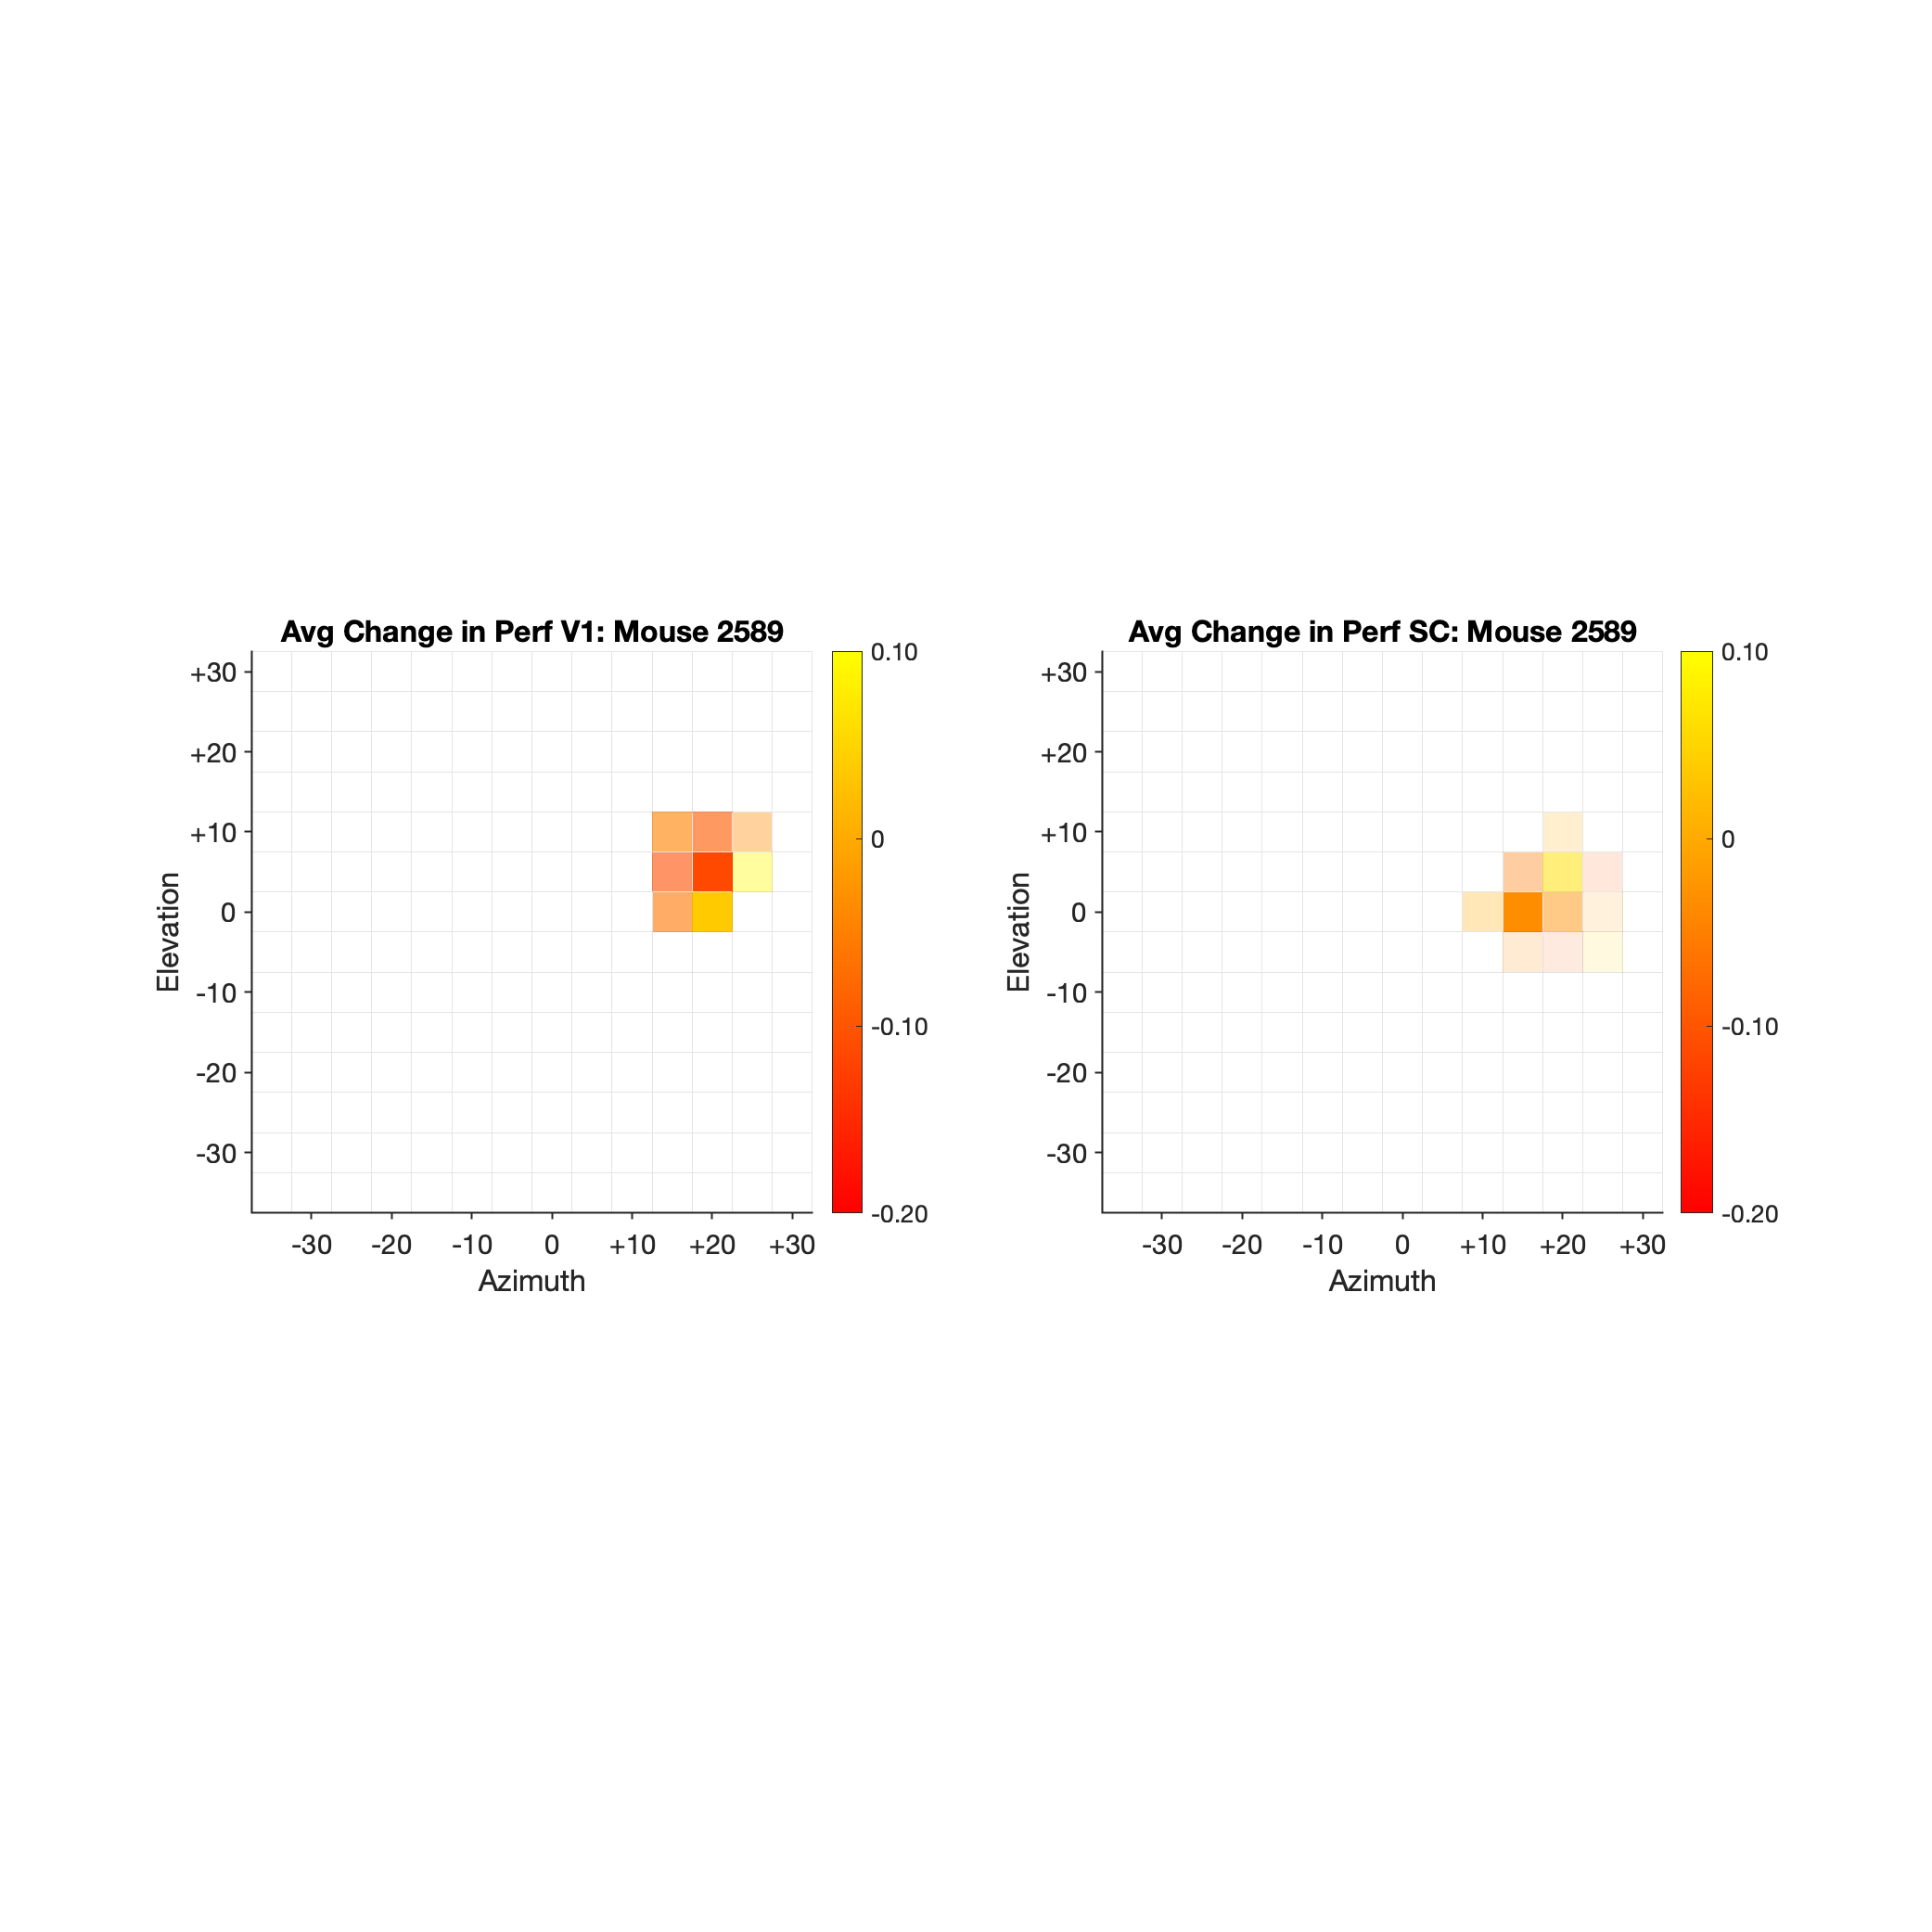 Avg Change in Perf V1: Mouse 2589
+30
+20
+10
0
-10
-20
-30
Elevation
-30 -20 -10 0 +10 +20 +30
Azimuth
0.10
0
-0.10
-0.20
Avg Change in Perf SC: Mouse 2589
+30
+20
+10
0
-10
-20
-30
Elevation
-30 -20 -10 0 +10 +20 +30
Azimuth
0.10
0
-0.10
-0.20